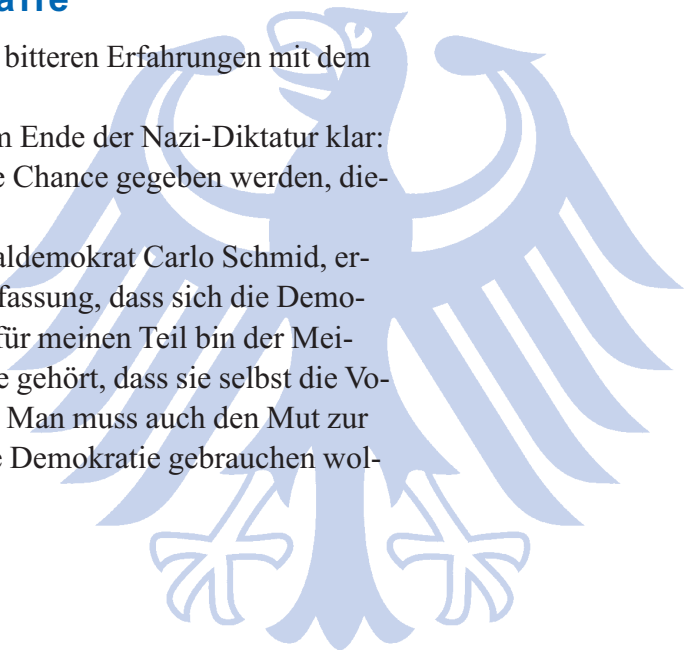 bitteren Erfahrungen mit dem
Ende der Nazi-Diktatur klar:
Chance gegeben werden, die-
aldemokrat Carlo Schmid, er-
fassung, dass sich die Demo-
für meinen Teil bin der Mei-
e gehört, dass sie selbst die Vo-
Man muss auch den Mut zur
e Demokratie gebrauchen wol-